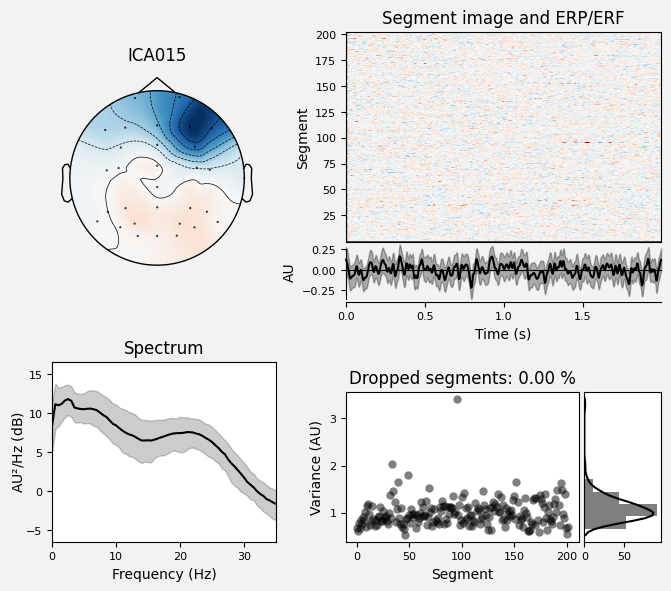 ICA015
Segment image and ERP/ERF
Segment
200
175
150
125
100
75
50
25
AU
0.25
0.00
−0.25
0.0 0.5 1.0 1.5
Time (s)
Spectrum
AU²/Hz (dB)
15
10
5
0
−5
0 10 20 30
Frequency (Hz)
Dropped segments: 0.00 %
Variance (AU)
3
2
1
0 50 100 150 200
Segment
0 50